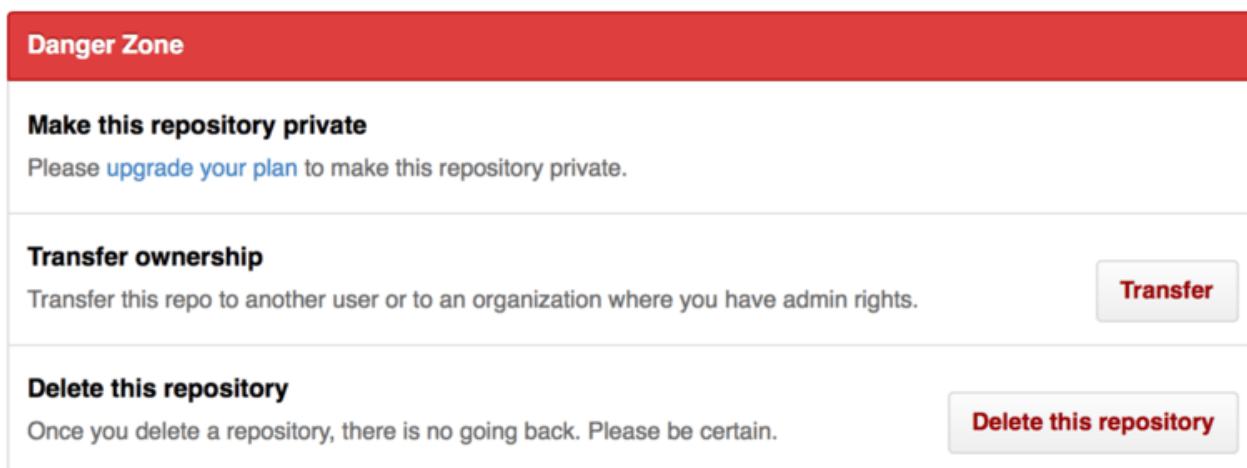 Danger Zone
Make this repository private
Please upgrade your plan to make this repository private.
Transfer ownership
Transfer this repo to another user or to an organization where you have admin rights.
Transfer
Delete this repository
Once you delete a repository, there is no going back. Please be certain.
Delete this repository